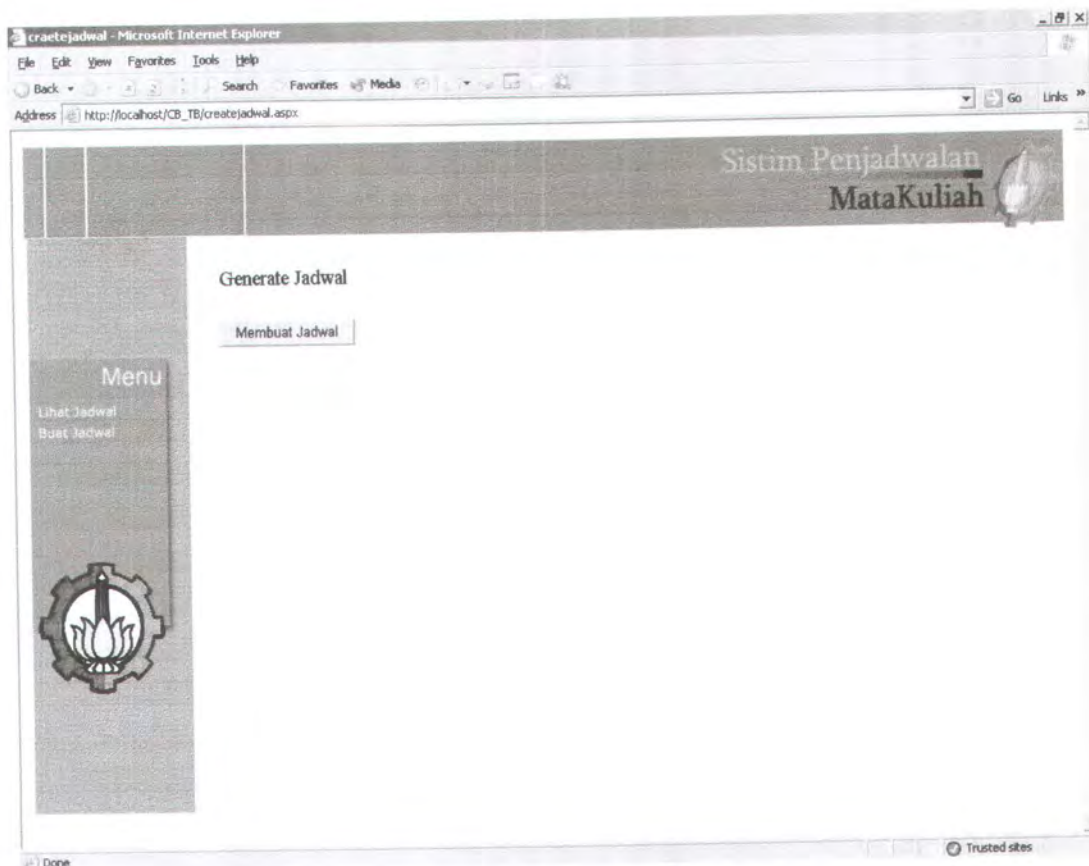 craetejadwal - Microsoft Internet Explorer
File Edit View Favorites Tools Help
Back Search Favorites Media
Address http://localhost/CB_TB/createjadwal.aspx Go Links »
Sistim Penjadwalan
MataKuliah
Generate Jadwal
Membuat Jadwal
Menu
Lihat Jadwal
Buat Jadwal
Done Trusted sites